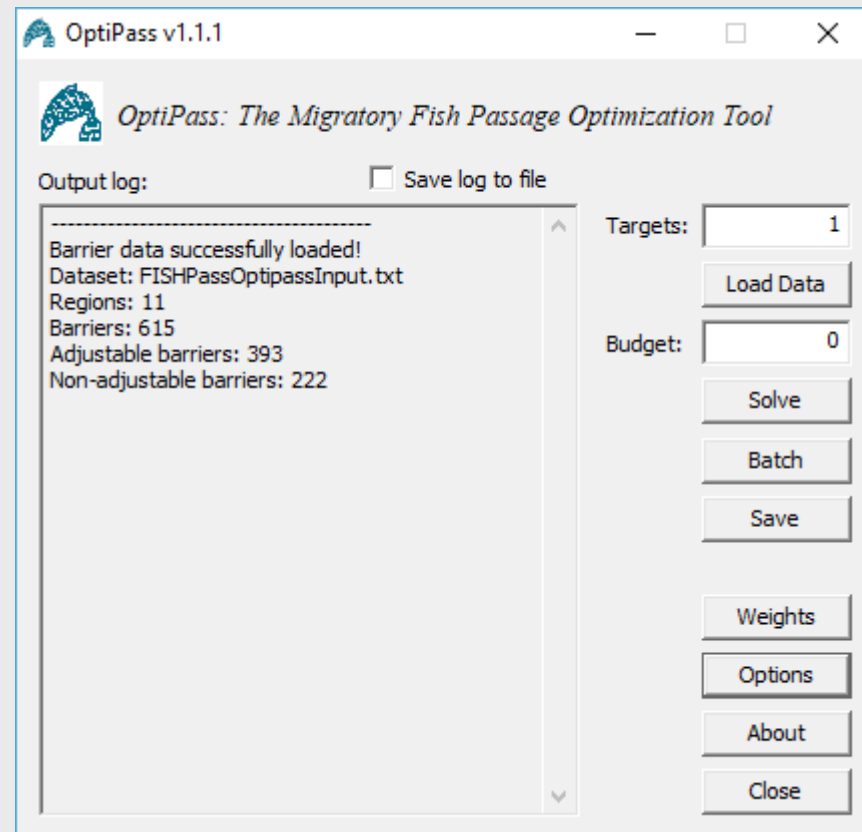 OptiPass v1.1.1
OptiPass: The Migratory Fish Passage Optimization Tool
Output log:
Save log to file
----------------------------------------
Barrier data successfully loaded!
Dataset: FISHPassOptipassInput.txt
Regions: 11
Barriers: 615
Adjustable barriers: 393
Non-adjustable barriers: 222
Targets: 1
Load Data
Budget: 0
Solve
Batch
Save
Weights
Options
About
Close